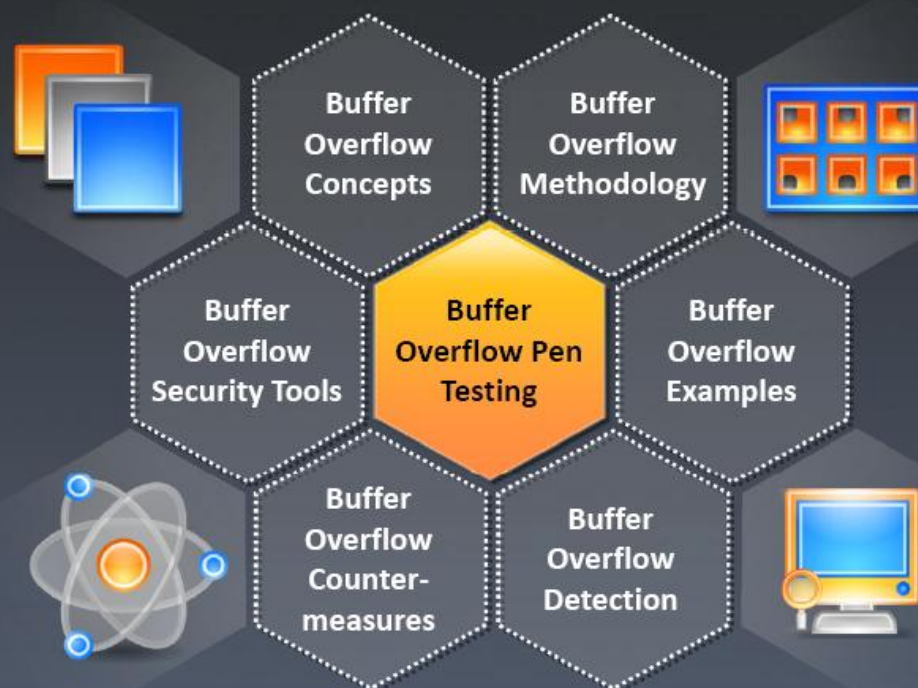 Buffer
Overflow
Concepts
Buffer
Overflow
Methodology
Buffer
Overflow
Security Tools
Buffer
Overflow Pen
Testing
Buffer
Overflow
Examples
Buffer
Overflow
Counter-
measures
Buffer
Overflow
Detection